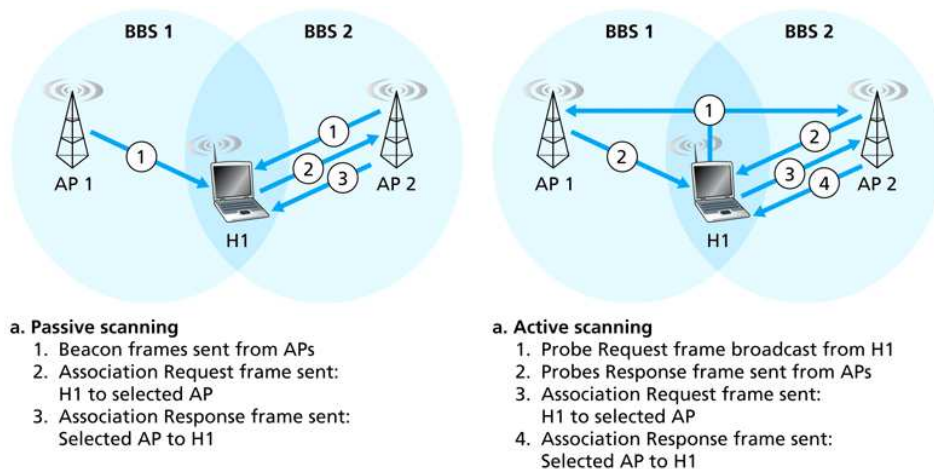 BBS 1
BBS 2
1
1
2
3
AP 1
AP 2
H1
a. Passive scanning
1. Beacon frames sent from APs
2. Association Request frame sent:
H1 to selected AP
3. Association Response frame sent:
Selected AP to H1
BBS 1
BBS 2
1
2
2
3
4
AP 1
AP 2
H1
a. Active scanning
1. Probe Request frame broadcast from H1
2. Probes Response frame sent from APs
3. Association Request frame sent:
H1 to selected AP
4. Association Response frame sent:
Selected AP to H1